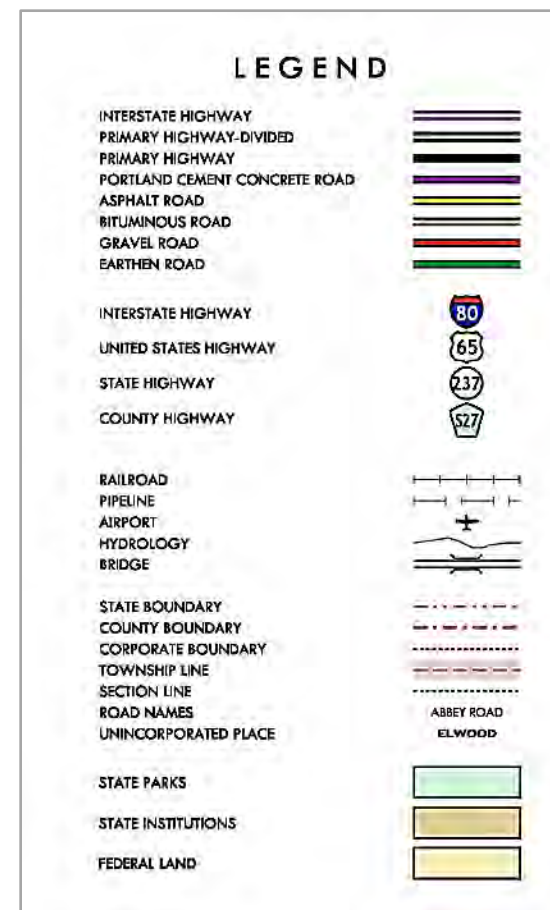 LEGEND
INTERSTATE HIGHWAY
PRIMARY HIGHWAY-DIVIDED
PRIMARY HIGHWAY
PORTLAND CEMENT CONCRETE ROAD
ASPHALT ROAD
BITUMINOUS ROAD
GRAVEL ROAD
EARTHEN ROAD
INTERSTATE HIGHWAY 80
UNITED STATES HIGHWAY 65
STATE HIGHWAY 237
COUNTY HIGHWAY S27
RAILROAD
PIPELINE
AIRPORT
HYDROLOGY
BRIDGE
STATE BOUNDARY
COUNTY BOUNDARY
CORPORATE BOUNDARY
TOWNSHIP LINE
SECTION LINE
ROAD NAMES ABBEY ROAD
UNINCORPORATED PLACE ELWOOD
STATE PARKS
STATE INSTITUTIONS
FEDERAL LAND